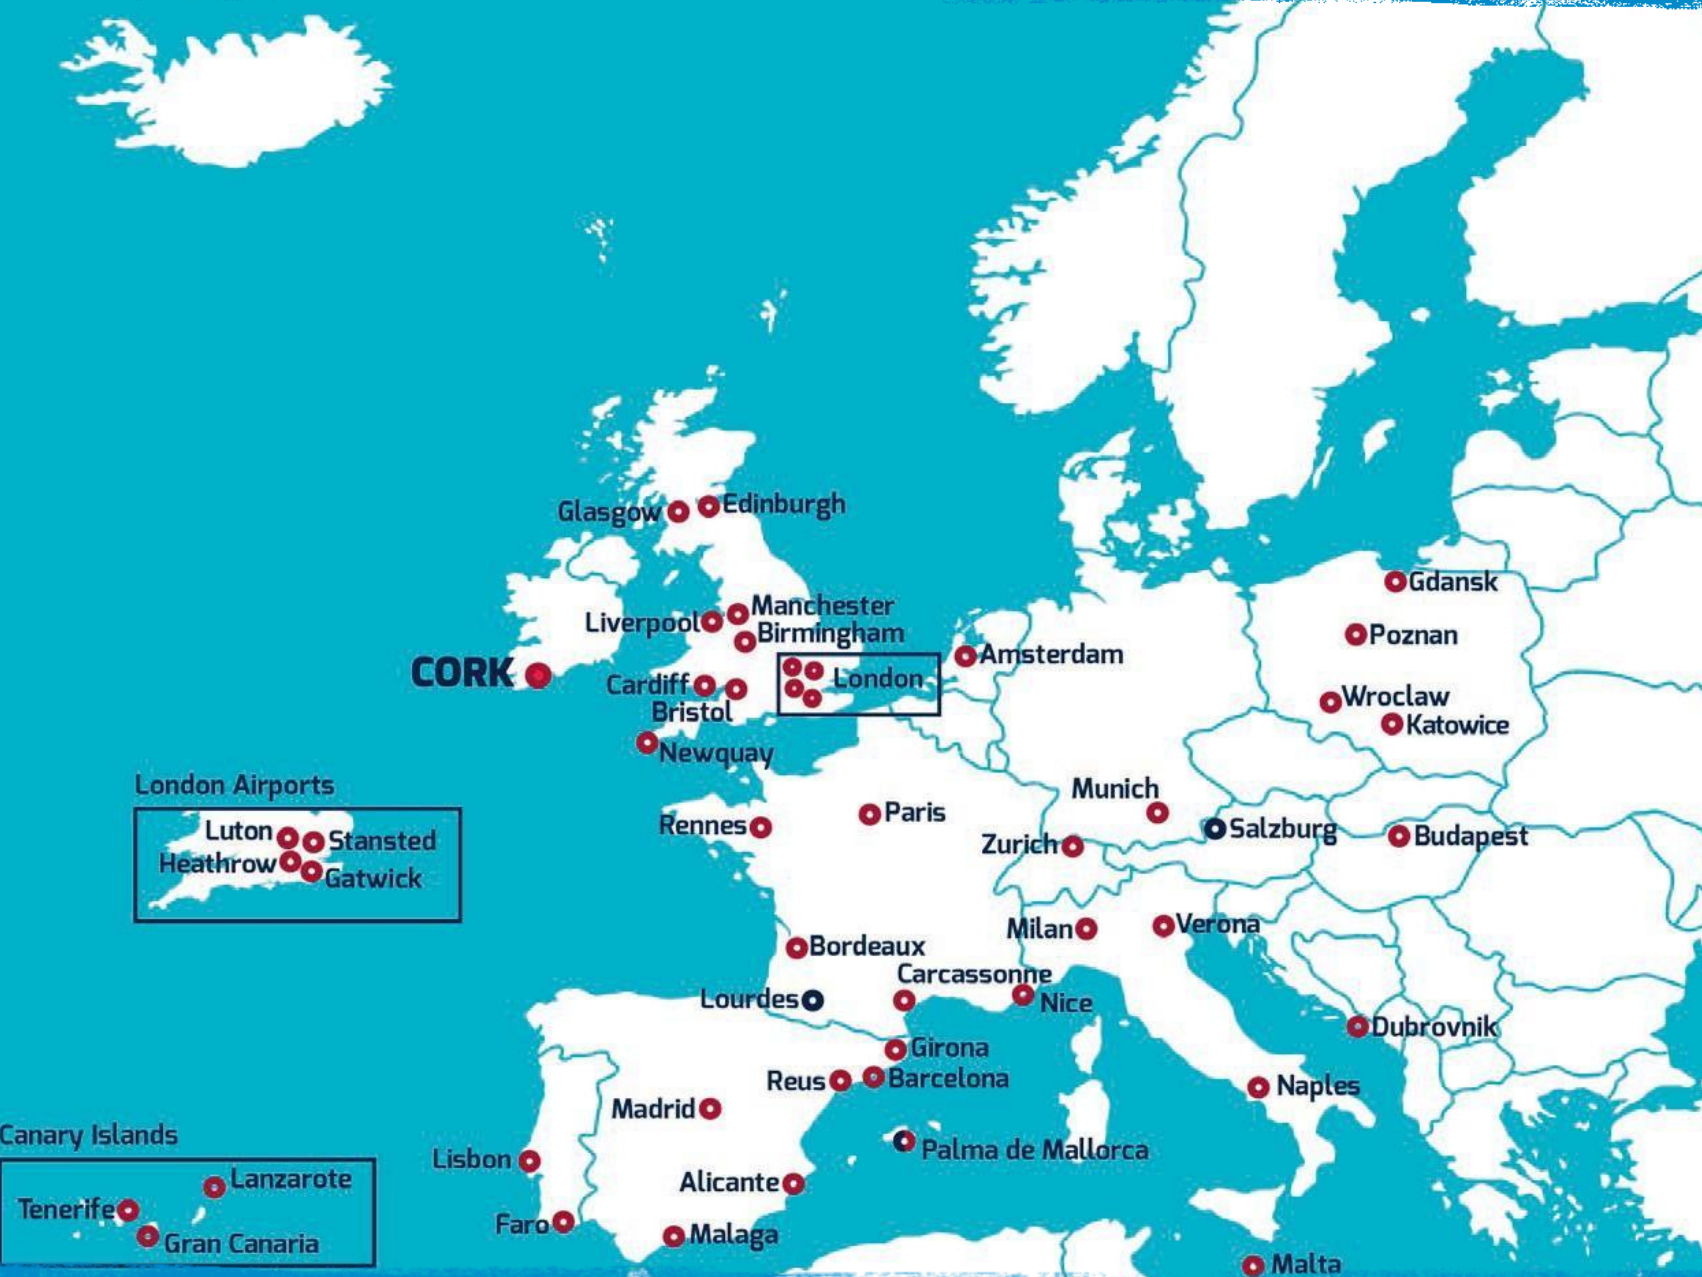 Glasgow
Edinburgh
Gdansk
Manchester
Liverpool
Birmingham
Poznan
Amsterdam
CORK
Cardiff
London
Bristol
Wroclaw
Katowice
Newquay
London Airports
Luton
Stansted
Heathrow
Gatwick
Munich
Paris
Rennes
Salzburg
Zurich
Budapest
Milan
Verona
Bordeaux
Carcassonne
Lourdes
Nice
Dubrovnik
Girona
Reus
Barcelona
Naples
Madrid
Canary Islands
Palma de Mallorca
Lisbon
Lanzarote
Alicante
Tenerife
Faro
Malaga
Gran Canaria
Malta